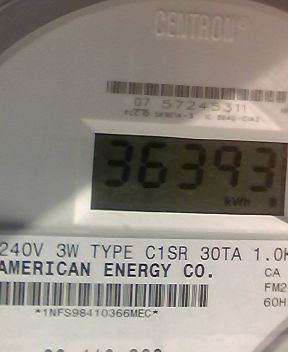 CENTRON®
07 57245311
36393
kWh
240V 3W TYPE C1SR 30TA 1.0K
AMERICAN ENERGY CO.
CA
FM2
60H
*1NFS98410366MEC*